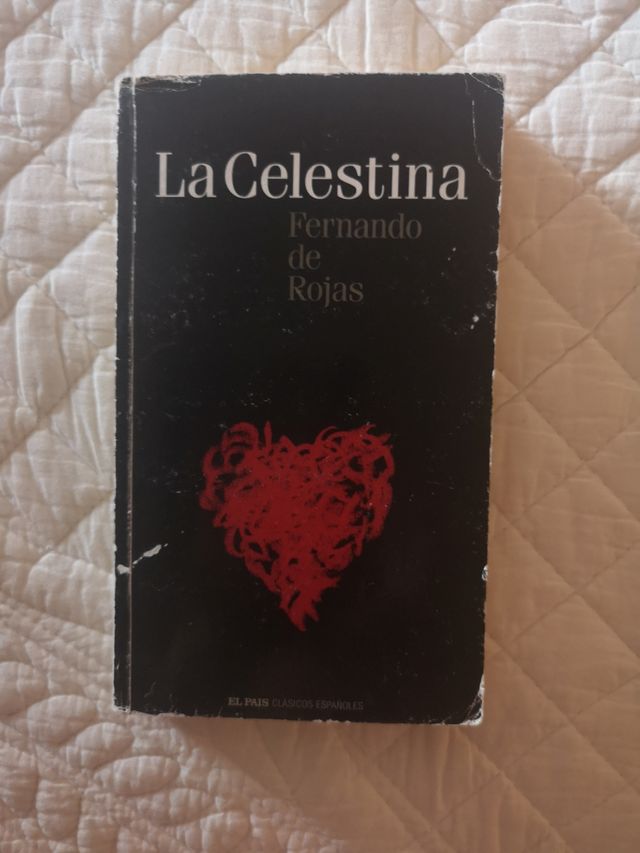 La Celestina
Fernando
de
Rojas
EL PAIS CLÁSICOS ESPAÑOLES